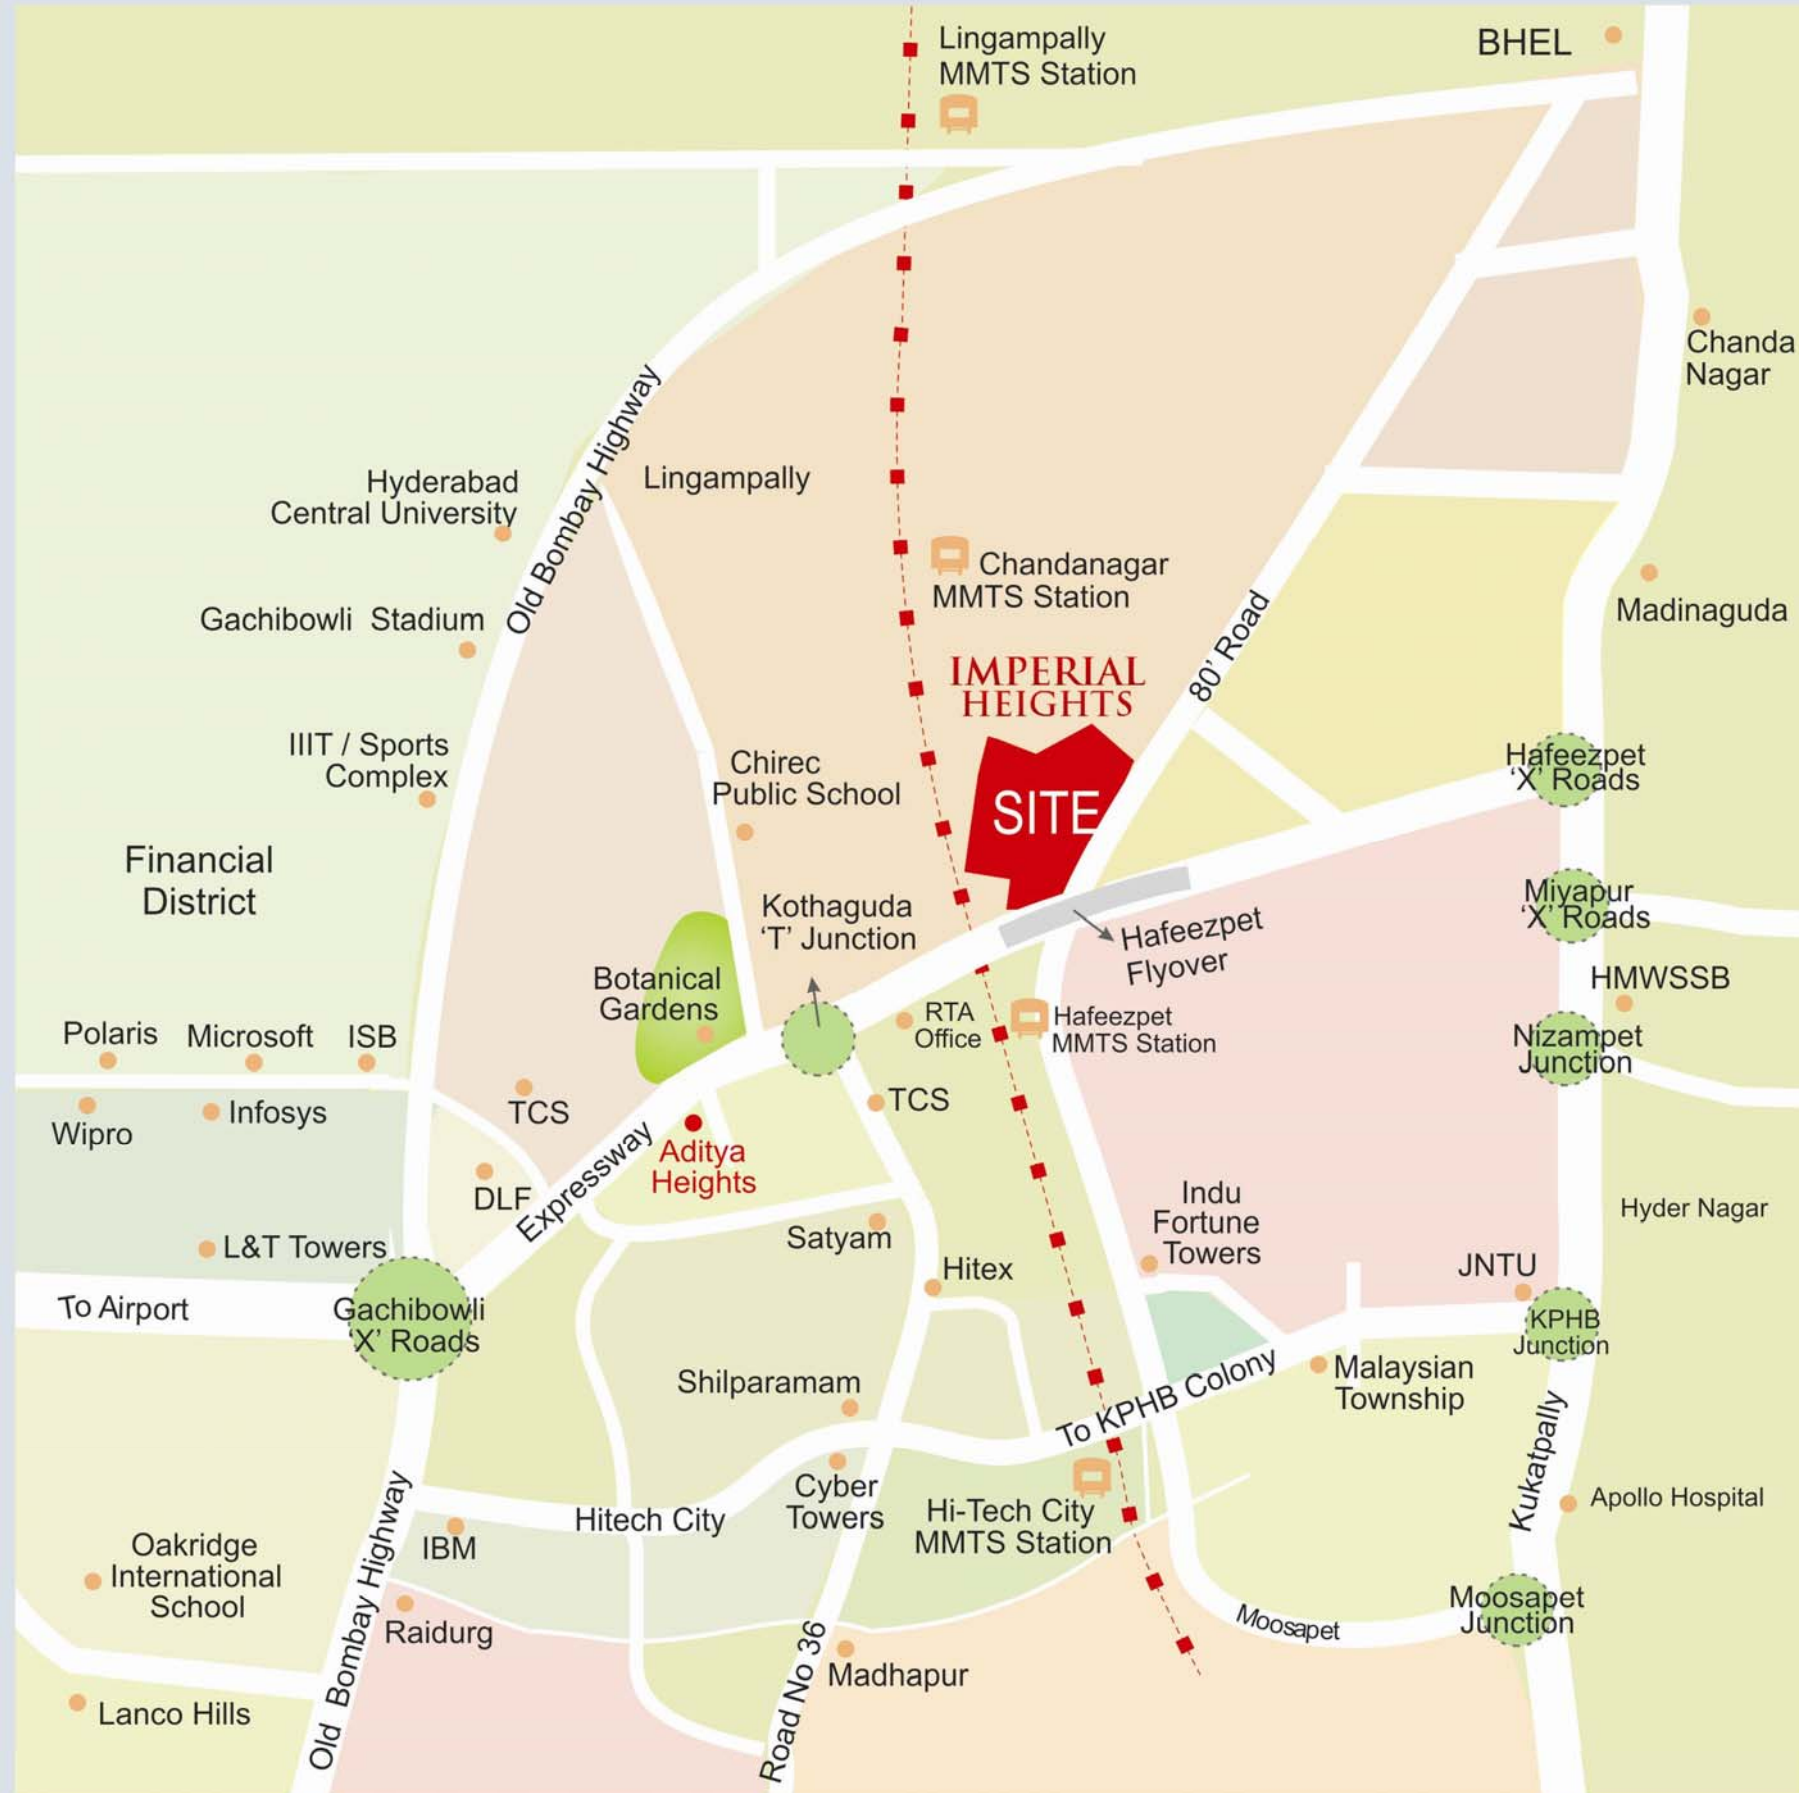 Lingampally
MMTS Station
BHEL
Chanda
Nagar
Old Bombay Highway
Lingampally
Hyderabad
Central University
Chandanagar
MMTS Station
Gachibowli Stadium
80' Road
Madinaguda
IMPERIAL
HEIGHTS
IIIT / Sports
Complex
Chirec
Public School
SITE
Hafeezpet
'X' Roads
Financial
District
Kothaguda
'T' Junction
Hafeezpet
Flyover
Miyapur
'X' Roads
Botanical
Gardens
HMWSSB
Polaris
Microsoft
ISB
RTA
Office
Hafeezpet
MMTS Station
Nizampet
Junction
Wipro
Infosys
TCS
TCS
Expressway
Aditya
Heights
DLF
Indu
Fortune
Towers
Hyder Nagar
L&T Towers
Satyam
Hitex
JNTU
To Airport
Gachibowli
'X' Roads
KPHB
Junction
Shilparamam
To KPHB Colony
Malaysian
Township
Kukatpally
Cyber
Towers
Hitech City
Hi-Tech City
MMTS Station
Apollo Hospital
Oakridge
International
School
IBM
Old Bombay Highway
Raidurg
Moosapet
Moosapet
Junction
Madhapur
Road No 36
Lanco Hills